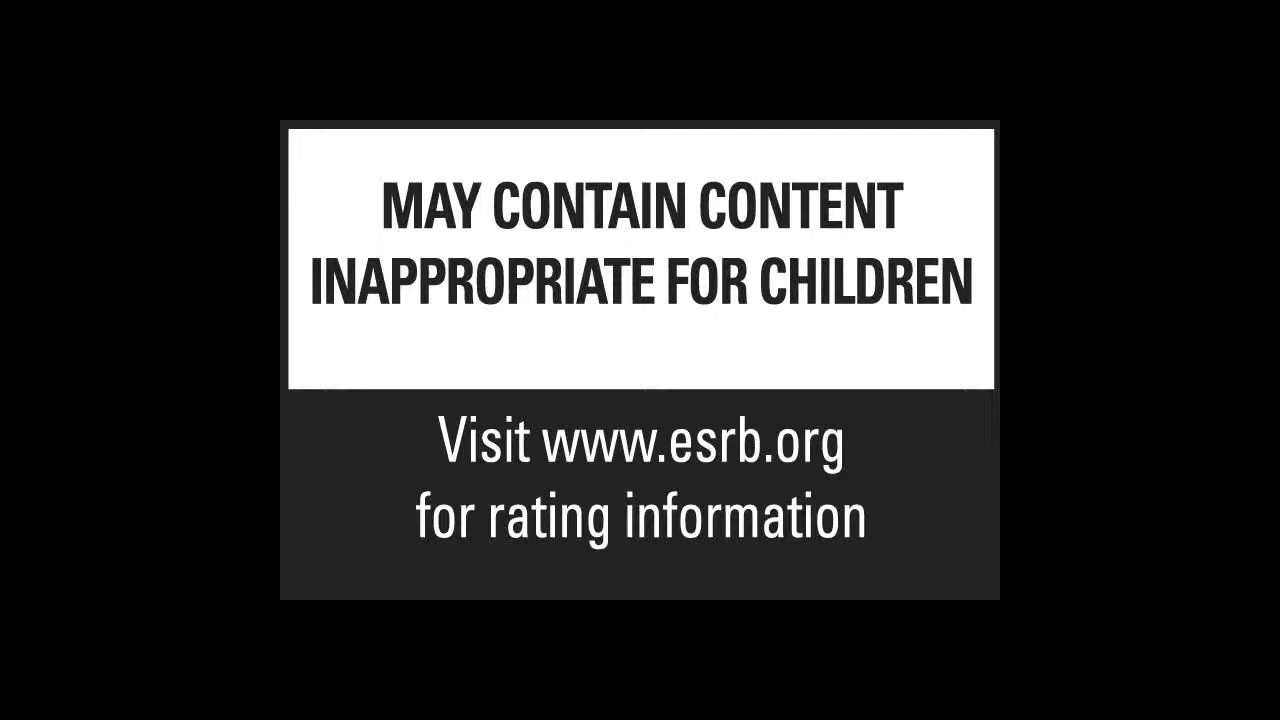 MAY CONTAIN CONTENT
INAPPROPRIATE FOR CHILDREN
Visit www.esrb.org
for rating information